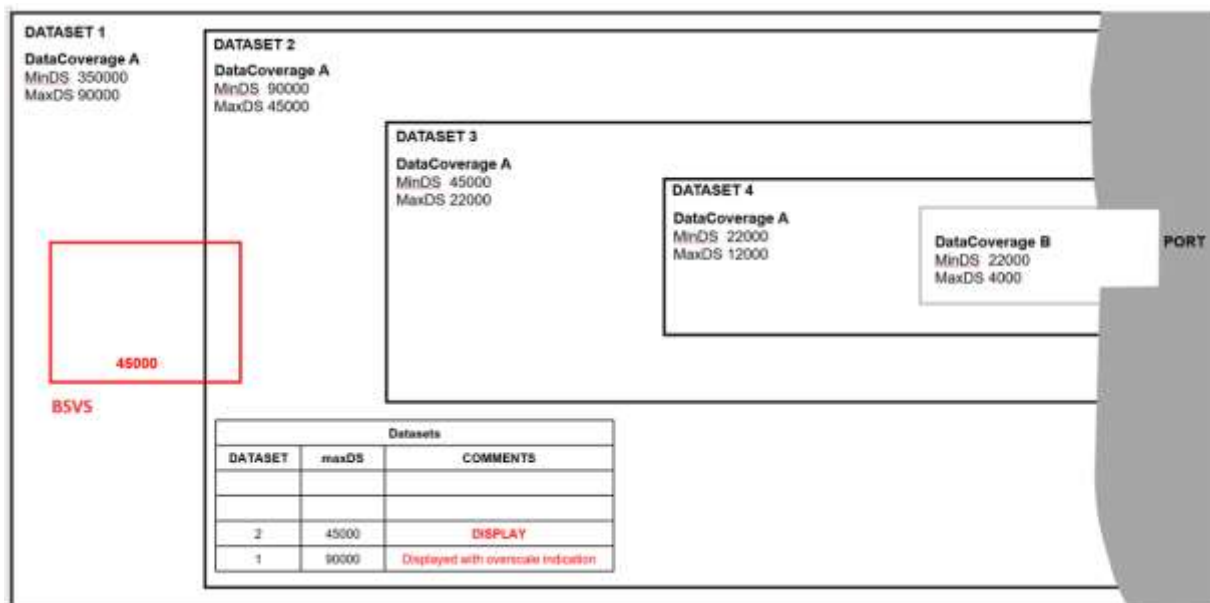 DATASET 1
DataCoverage A
MinDS 350000
MaxDS 90000
DATASET 2
DataCoverage A
MinDS 90000
MaxDS 45000
DATASET 3
DataCoverage A
MinDS 45000
MaxDS 22000
DATASET 4
DataCoverage A
MinDS 22000
MaxDS 12000
DataCoverage B
MinDS 22000
MaxDS 4000
PORT
45000
BSVS
Datasets
DATASET maxDS COMMENTS
2 45000 DISPLAY
1 90000 Displayed with overscale indication